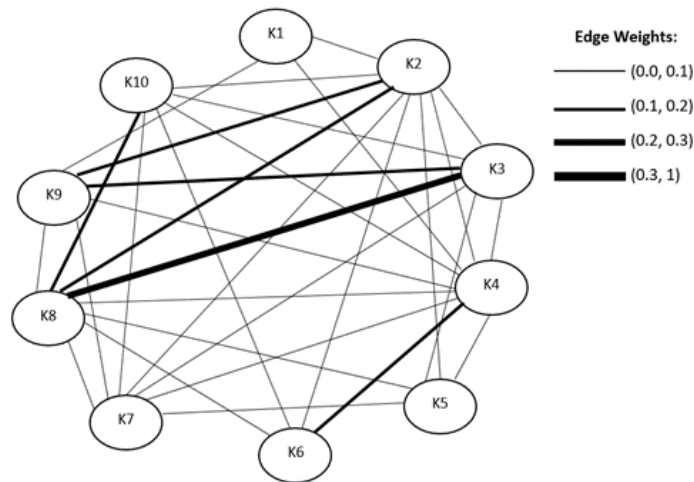 K1
K2
K10
K3
K9
K4
K8
K5
K7
K6
Edge Weights:
(0.0, 0.1)
(0.1, 0.2)
(0.2, 0.3)
(0.3, 1)